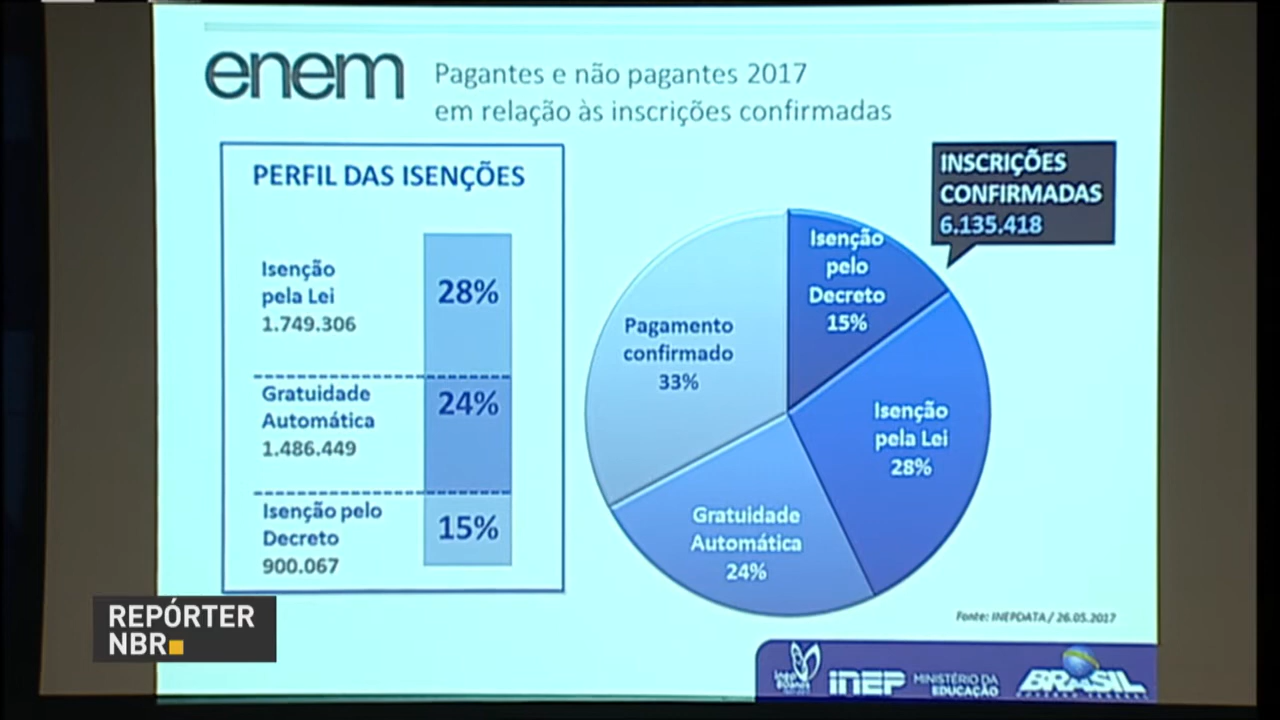 enem
Pagantes e não pagantes 2017
em relação às inscrições confirmadas
PERFIL DAS ISENÇÕES
Isenção
pela Lei
1.749.306
28%
Gratuidade
Automática
1.486.449
24%
Isenção pelo
Decreto
900.067
15%
INSCRIÇÕES
CONFIRMADAS
6.135.418
Isenção
pelo
Decreto
15%
Pagamento
confirmado
33%
Isenção
pela Lei
28%
Gratuidade
Automática
24%
Fonte: INEPDATA / 26.05.2017
REPÓRTER
NBR
inep
INEP
MINISTÉRIO DA
EDUCAÇÃO
BRASIL
GOVERNO FEDERAL